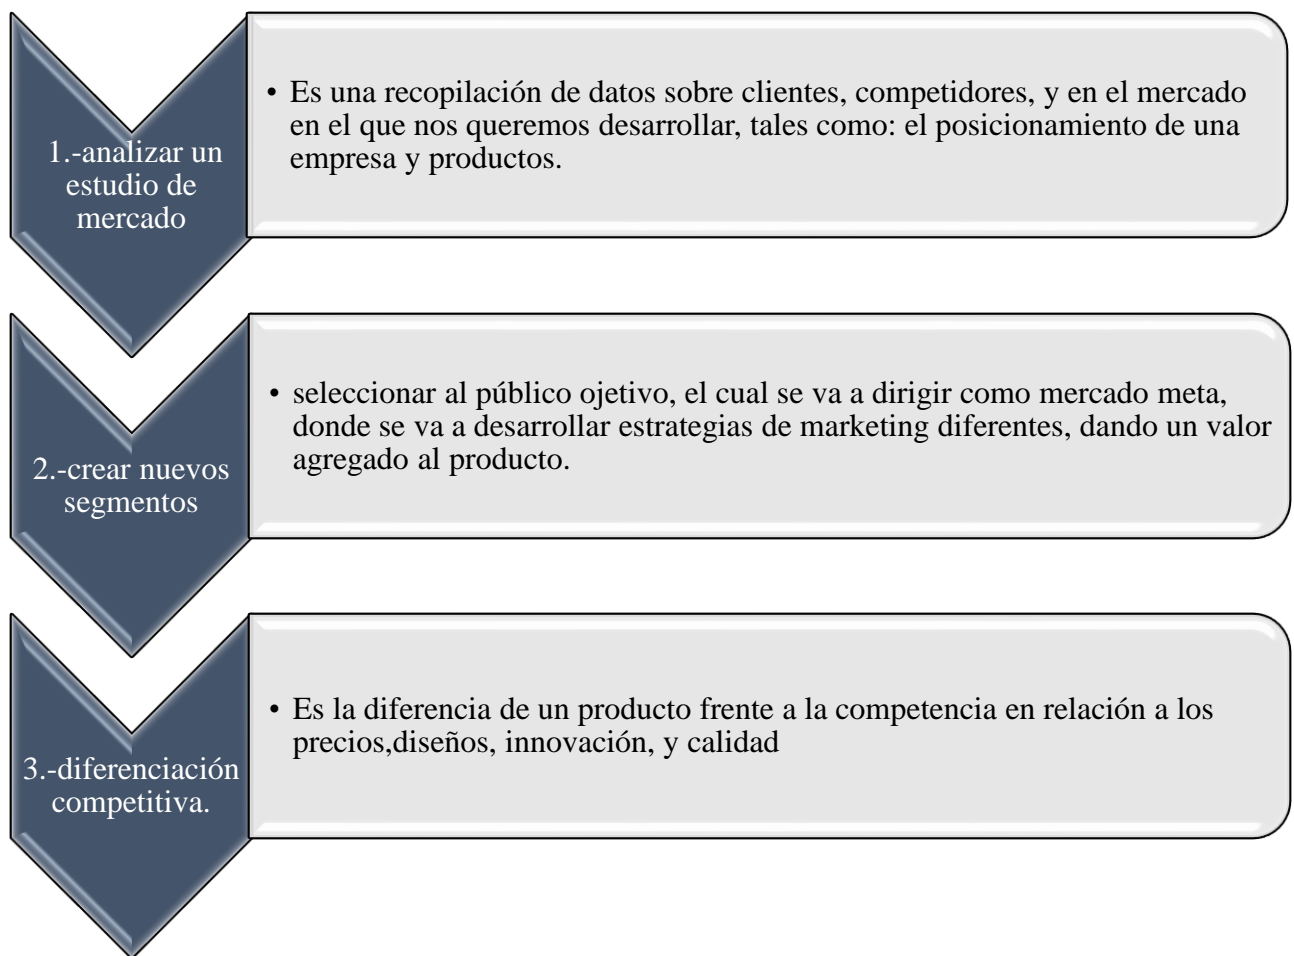 1.-analizar un
estudio de
mercado
• Es una recopilación de datos sobre clientes, competidores, y en el mercado
en el que nos queremos desarrollar, tales como: el posicionamiento de una
empresa y productos.
2.-crear nuevos
segmentos
• seleccionar al público ojetivo, el cual se va a dirigir como mercado meta,
donde se va a desarrollar estrategias de marketing diferentes, dando un valor
agregado al producto.
3.-diferenciación
competitiva.
• Es la diferencia de un producto frente a la competencia en relación a los
precios,diseños, innovación, y calidad